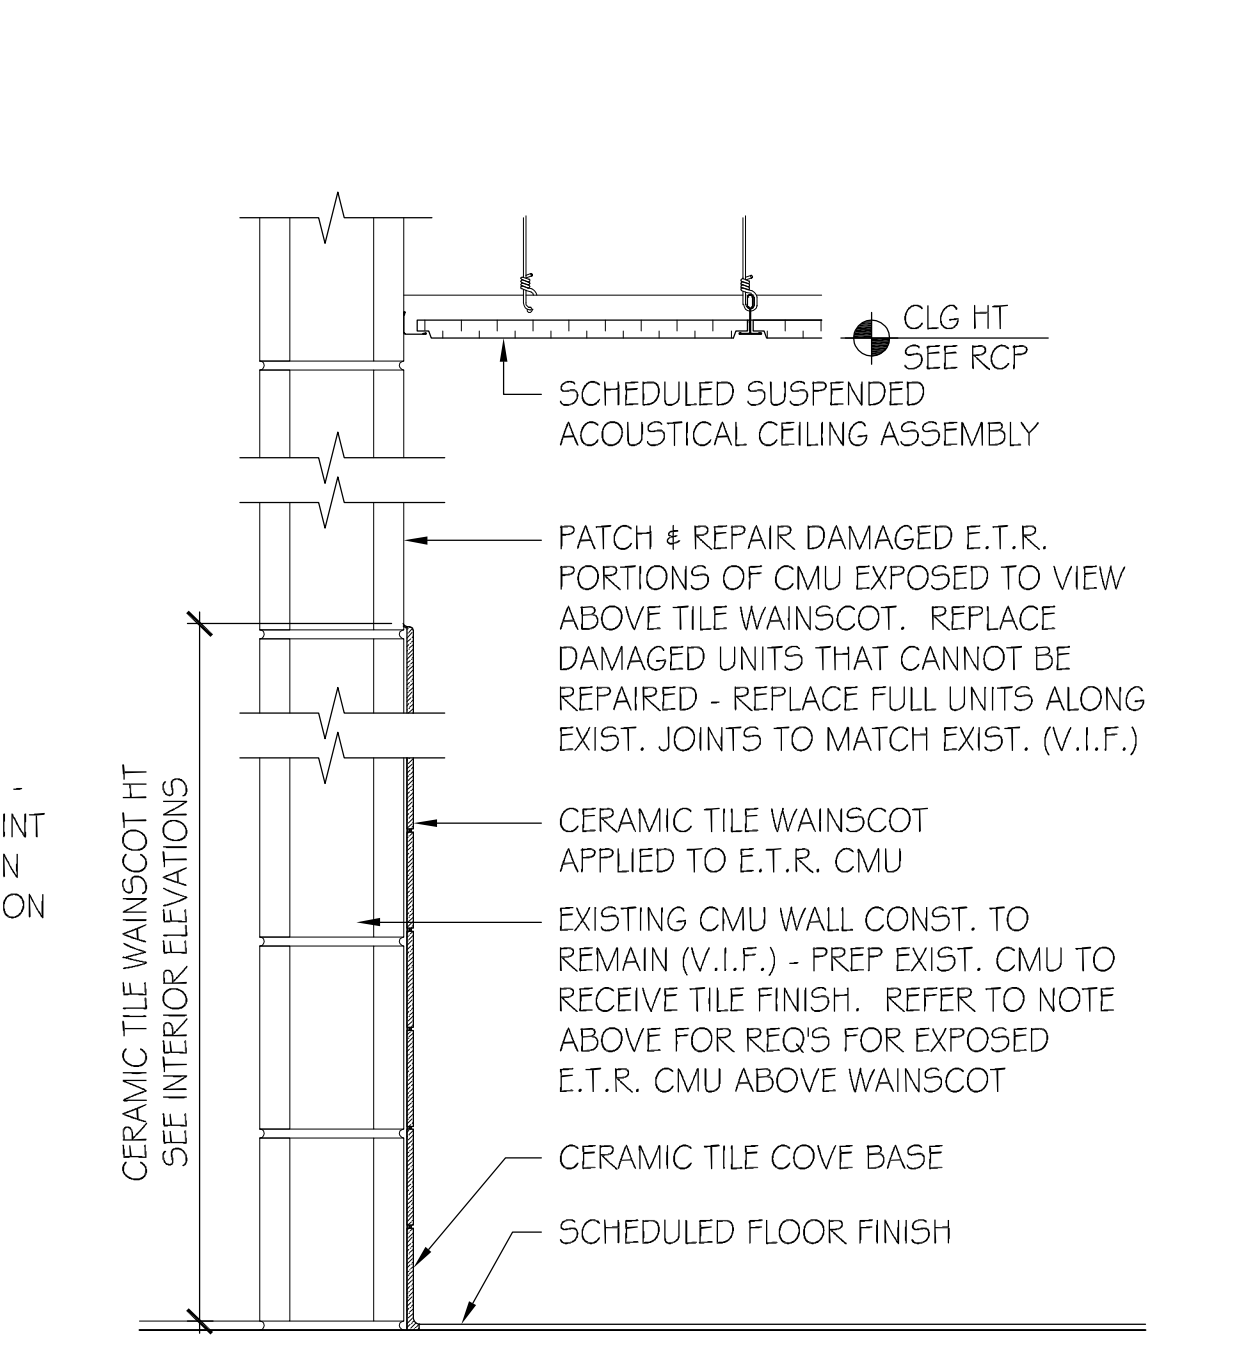 CLG HT
SEE RCP
SCHEDULED SUSPENDED
ACOUSTICAL CEILING ASSEMBLY
PATCH & REPAIR DAMAGED E.T.R.
PORTIONS OF CMU EXPOSED TO VIEW
ABOVE TILE WAINSCOT. REPLACE
DAMAGED UNITS THAT CANNOT BE
REPAIRED - REPLACE FULL UNITS ALONG
EXIST. JOINTS TO MATCH EXIST. (V.I.F.)
CERAMIC TILE WAINSCOT HT
SEE INTERIOR ELEVATIONS
-
INT
N
ON
CERAMIC TILE WAINSCOT
APPLIED TO E.T.R. CMU
EXISTING CMU WALL CONST. TO
REMAIN (V.I.F.) - PREP EXIST. CMU TO
RECEIVE TILE FINISH. REFER TO NOTE
ABOVE FOR REQ'S FOR EXPOSED
E.T.R. CMU ABOVE WAINSCOT
CERAMIC TILE COVE BASE
SCHEDULED FLOOR FINISH